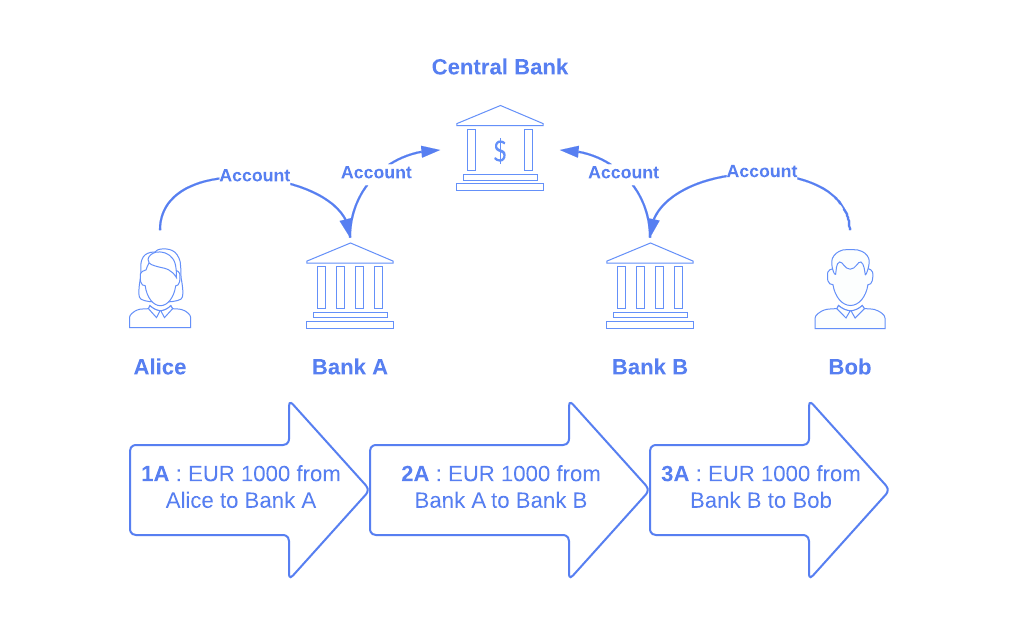 Central Bank
$
Account
Account
Account
Account
Alice
Bank A
Bank B
Bob
1A : EUR 1000 from
Alice to Bank A
2A : EUR 1000 from
Bank A to Bank B
3A : EUR 1000 from
Bank B to Bob